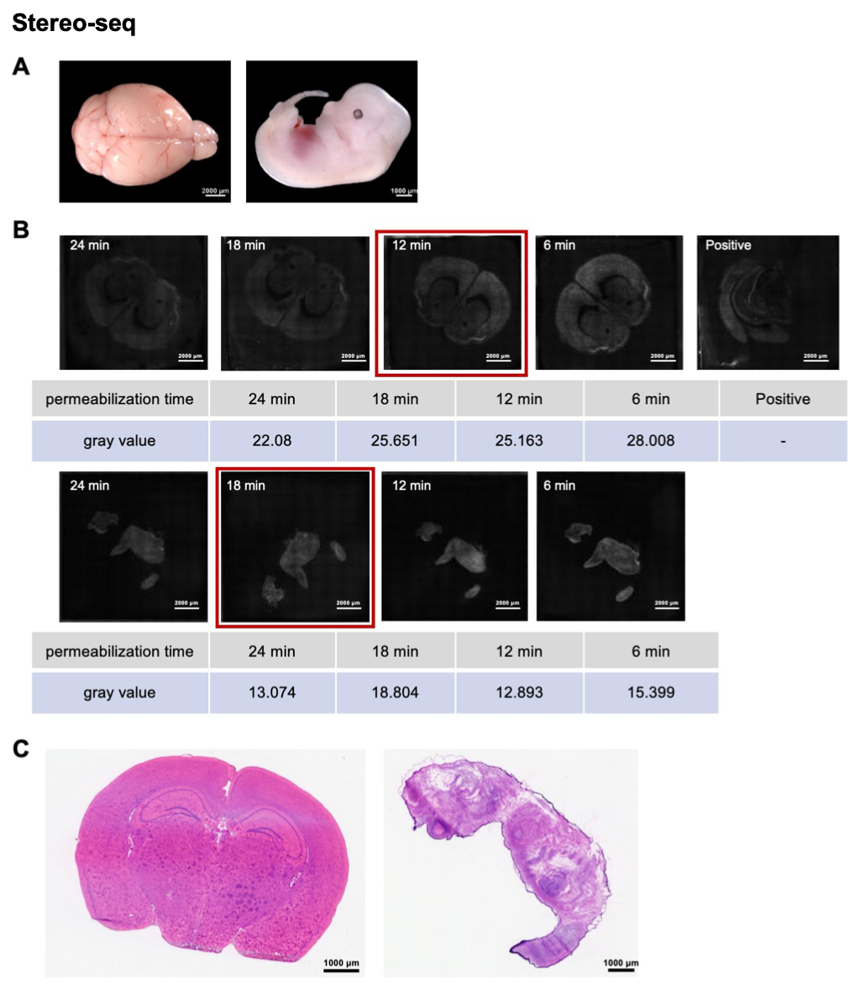 Stereo-seq
A
2000 µm 1000 µm
B
24 min 18 min 12 min 6 min Positive
2000 µm 2000 µm 2000 µm 2000 µm 2000 µm
permeabilization time 24 min 18 min 12 min 6 min Positive
gray value 22.08 25.651 25.163 28.008 -
24 min 18 min 12 min 6 min
2000 µm 2000 µm 2000 µm 2000 µm
permeabilization time 24 min 18 min 12 min 6 min
gray value 13.074 18.804 12.893 15.399
C
1000 µm 1000 µm